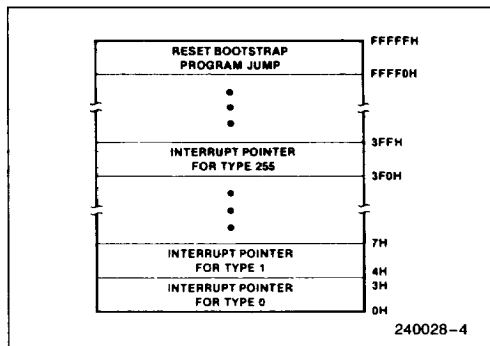 RESET BOOTSTRAP
PROGRAM JUMP
FFFFFH
FFFF0H
3FFH
INTERRUPT POINTER
FOR TYPE 255
3F0H
7H
INTERRUPT POINTER
FOR TYPE 1
4H
3H
INTERRUPT POINTER
FOR TYPE 0
0H
240028-4